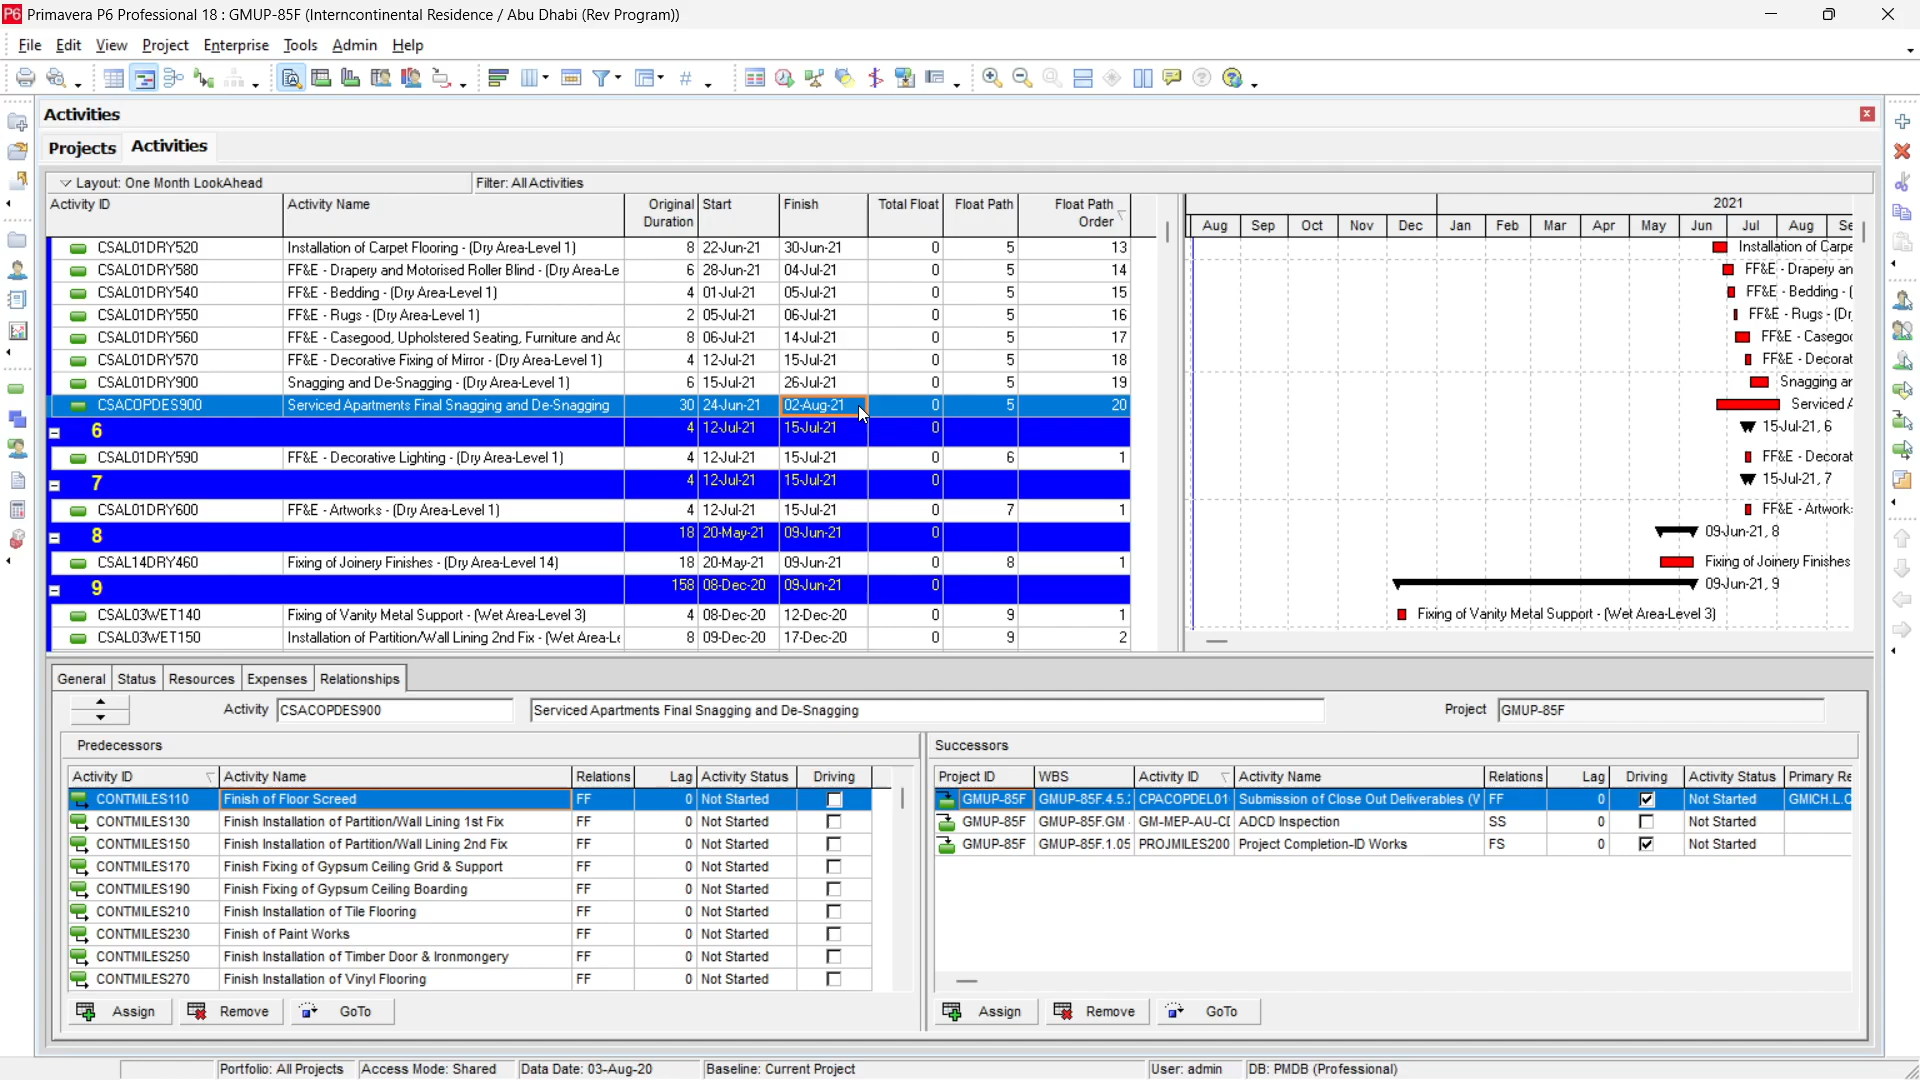 P6 Primavera P6 Professional 18 : GMUP-85F (Interncontinental Residence / Abu Dhabi (Rev Program))
File Edit View Project Enterprise Tools Admin Help
Activities
Projects Activities
Layout: One Month LookAhead Filter: All Activities
Activity ID Activity Name Original Duration Start Finish Total Float Float Path Float Path Order 2021
Aug Sep Oct Nov Dec Jan Feb Mar Apr May Jun Jul Aug Se
CSAL01DRY520 Installation of Carpet Flooring - (Dry Area-Level 1) 8 22-Jun-21 30-Jun-21 0 5 13 Installation of Carpe
CSAL01DRY580 FF&E - Drapery and Motorised Roller Blind - (Dry Area-Le 6 28-Jun-21 04-Jul-21 0 5 14 FF&E - Drapery an
CSAL01DRY540 FF&E - Bedding - (Dry Area-Level 1) 4 01-Jul-21 05-Jul-21 0 5 15 FF&E - Bedding - (
CSAL01DRY550 FF&E - Rugs - (Dry Area-Level 1) 2 05-Jul-21 06-Jul-21 0 5 16 FF&E - Rugs - (Dr
CSAL01DRY560 FF&E - Casegood, Upholstered Seating, Furniture and Ac 8 06-Jul-21 14-Jul-21 0 5 17 FF&E - Casegoo
CSAL01DRY570 FF&E - Decorative Fixing of Mirror - (Dry Area-Level 1) 4 12-Jul-21 15-Jul-21 0 5 18 FF&E - Decorat
CSAL01DRY900 Snagging and De-Snagging - (Dry Area-Level 1) 6 15-Jul-21 26-Jul-21 0 5 19 Snagging ar
CSACOPDES900 Serviced Apartments Final Snagging and De-Snagging 30 24-Jun-21 02-Aug-21 0 5 20 Serviced A
6 4 12-Jul-21 15-Jul-21 0 15-Jul-21, 6
CSAL01DRY590 FF&E - Decorative Lighting - (Dry Area-Level 1) 4 12-Jul-21 15-Jul-21 0 6 1 FF&E - Decorat
7 4 12-Jul-21 15-Jul-21 0 15-Jul-21, 7
CSAL01DRY600 FF&E - Artworks - (Dry Area-Level 1) 4 12-Jul-21 15-Jul-21 0 7 1 FF&E - Artwork
8 18 20-May-21 09-Jun-21 0 09-Jun-21, 8
CSAL14DRY460 Fixing of Joinery Finishes - (Dry Area-Level 14) 18 20-May-21 09-Jun-21 0 8 1 Fixing of Joinery Finishes
9 158 08-Dec-20 09-Jun-21 0 09-Jun-21, 9
CSAL03WET140 Fixing of Vanity Metal Support - (Wet Area-Level 3) 4 08-Dec-20 12-Dec-20 0 9 1 Fixing of Vanity Metal Support - (Wet Area-Level 3)
CSAL03WET150 Installation of Partition/Wall Lining 2nd Fix - (Wet Area-Le 8 09-Dec-20 17-Dec-20 0 9 2
General Status Resources Expenses Relationships
Activity CSACOPDES900 Serviced Apartments Final Snagging and De-Snagging Project GMUP-85F
Predecessors Successors
Activity ID Activity Name Relations Lag Activity Status Driving Project ID WBS Activity ID Activity Name Relations Lag Driving Activity Status Primary Re
CONTMILES110 Finish of Floor Screed FF 0 Not Started GMUP-85F GMUP-85F.4.5.: CPACOPDEL01 Submission of Close Out Deliverables (V FF 0 Not Started GMICH.L.C
CONTMILES130 Finish Installation of Partition/Wall Lining 1st Fix FF 0 Not Started GMUP-85F GMUP-85F.GM GM-MEP-AU-CI ADCD Inspection SS 0 Not Started
CONTMILES150 Finish Installation of Partition/Wall Lining 2nd Fix FF 0 Not Started GMUP-85F GMUP-85F.1.05 PROJMILES200 Project Completion-ID Works FS 0 Not Started
CONTMILES170 Finish Fixing of Gypsum Ceiling Grid & Support FF 0 Not Started
CONTMILES190 Finish Fixing of Gypsum Ceiling Boarding FF 0 Not Started
CONTMILES210 Finish Installation of Tile Flooring FF 0 Not Started
CONTMILES230 Finish of Paint Works FF 0 Not Started
CONTMILES250 Finish Installation of Timber Door & Ironmongery FF 0 Not Started
CONTMILES270 Finish Installation of Vinyl Flooring FF 0 Not Started
Assign Remove GoTo Assign Remove GoTo
Portfolio: All Projects Access Mode: Shared Data Date: 03-Aug-20 Baseline: Current Project User: admin DB: PMDB (Professional)